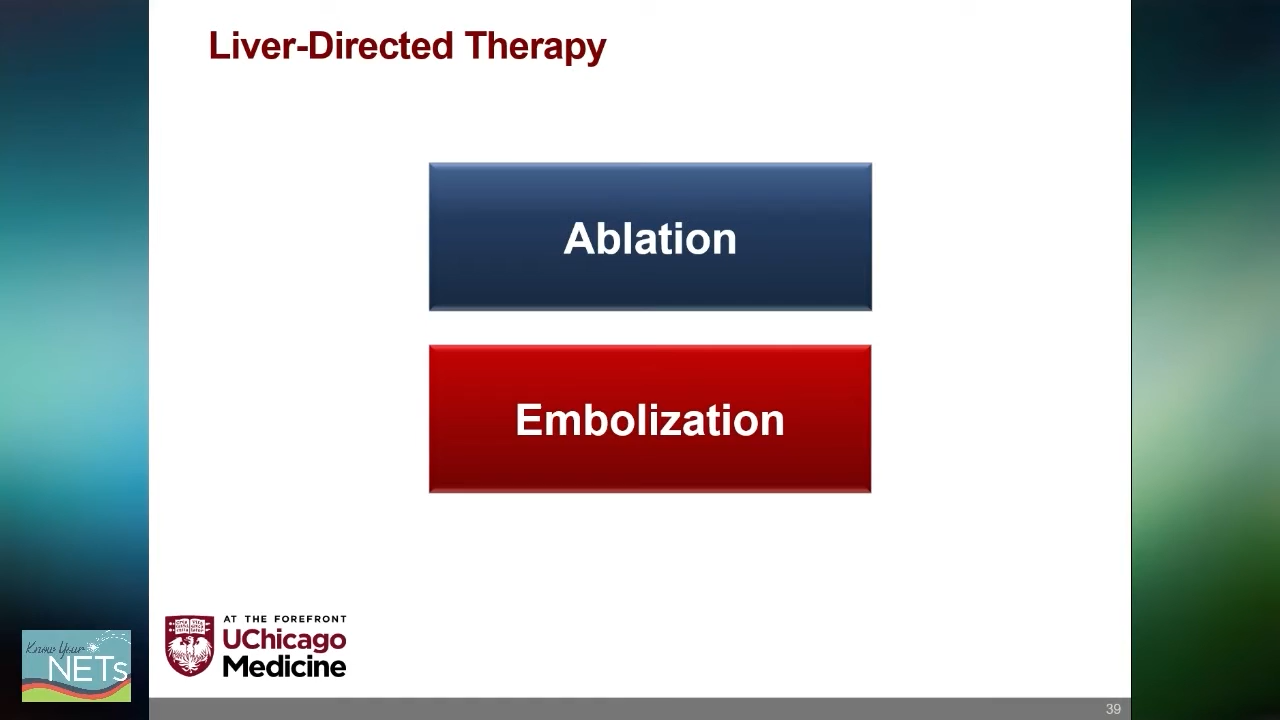 Liver-Directed Therapy
Ablation
Embolization
AT THE FOREFRONT
UChicago
Medicine
Know Your
NETs
39